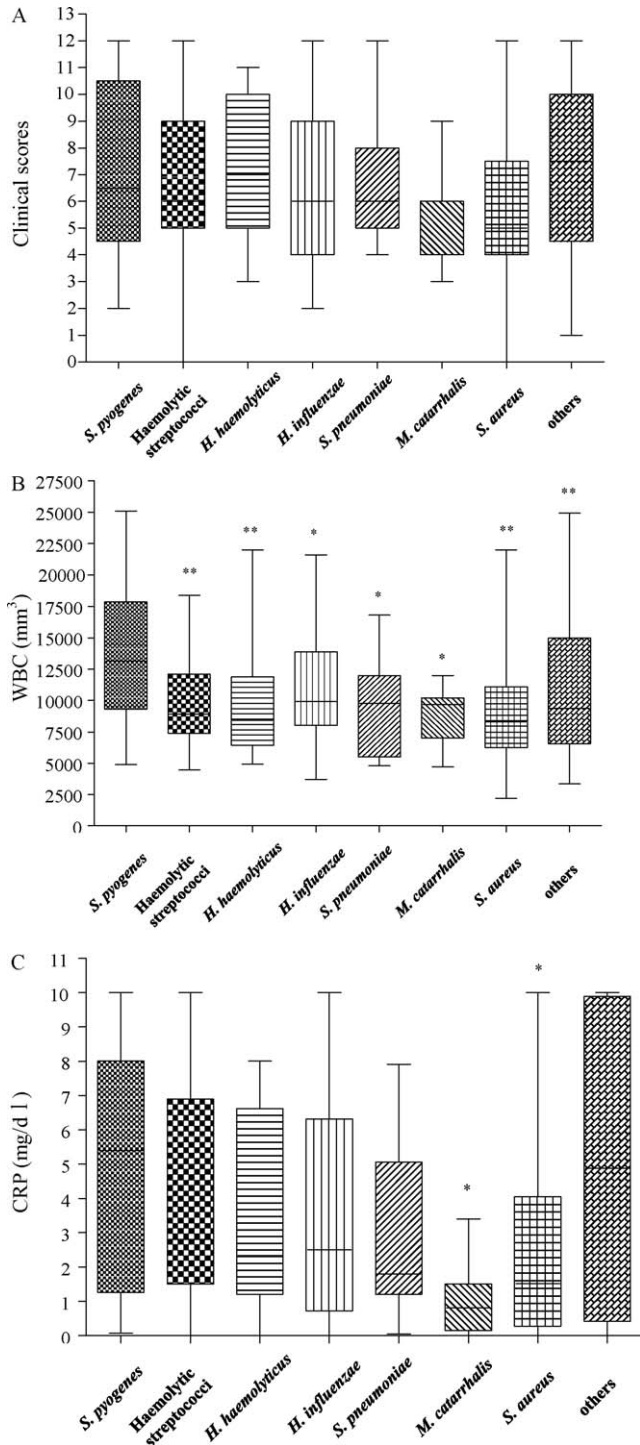 A
Clinical scores
13
12
11
10
9
8
7
6
5
4
3
2
1
0
S. pyogenes
Haemolytic
streptococci
H. haemolyticus
H. influenzae
S. pneumoniae
M. catarrhalis
S. aureus
others
B
WBC (mm³)
27500
25000
22500
20000
17500
15000
12500
10000
7500
5000
2500
0
**
**
*
*
*
**
**
S. pyogenes
Haemolytic
streptococci
H. haemolyticus
H. influenzae
S. pneumoniae
M. catarrhalis
S. aureus
others
C
CRP (mg/d l)
11
10
9
8
7
6
5
4
3
2
1
0
*
*
S. pyogenes
Haemolytic
streptococci
H. haemolyticus
H. influenzae
S. pneumoniae
M. catarrhalis
S. aureus
others